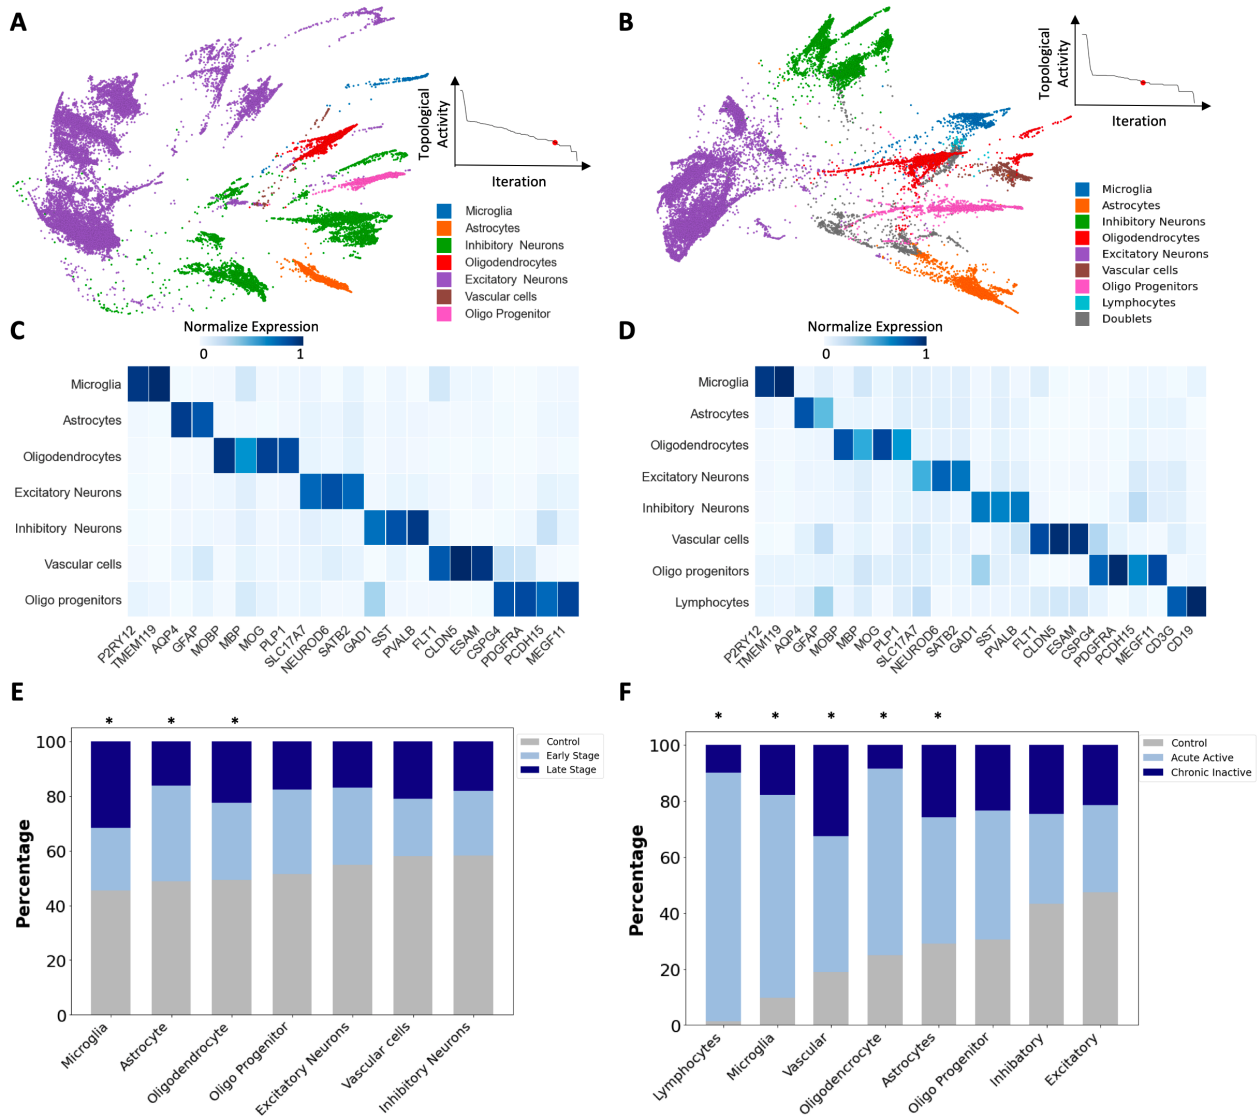 A
Topological
Activity
Iteration
Microglia
Astrocytes
Inhibitory Neurons
Oligodendrocytes
Excitatory Neurons
Vascular cells
Oligo Progenitor
B
Topological
Activity
Iteration
Microglia
Astrocytes
Inhibitory Neurons
Oligodendrocytes
Excitatory Neurons
Vascular cells
Oligo Progenitors
Lymphocytes
Doublets
C
Normalize Expression
0 1
Microglia
Astrocytes
Oligodendrocytes
Excitatory Neurons
Inhibitory Neurons
Vascular cells
Oligo progenitors
P2RY12
TMEM119
AQP4
GFAP
MOBP
MBP
MOG
PLP1
SLC17A7
NEUROD6
SATB2
GAD1
SST
PVALB
FLT1
CLDN5
ESAM
CSPG4
PDGFRA
PCDH15
MEGF11
D
Normalize Expression
0 1
Microglia
Astrocytes
Oligodendrocytes
Excitatory Neurons
Inhibitory Neurons
Vascular cells
Oligo progenitors
Lymphocytes
P2RY12
TMEM119
AQP4
GFAP
MOBP
MBP
MOG
PLP1
SLC17A7
NEUROD6
SATB2
GAD1
SST
PVALB
FLT1
CLDN5
ESAM
CSPG4
PDGFRA
PCDH15
MEGF11
CD3G
CD19
E
* * *
Percentage
100
80
60
40
20
0
Control
Early Stage
Late Stage
Microglia
Astrocyte
Oligodendrocyte
Oligo Progenitor
Excitatory Neurons
Vascular cells
Inhibitory Neurons
F
* * * * *
Percentage
100
80
60
40
20
0
Control
Acute Active
Chronic Inactive
Lymphocytes
Microglia
Vascular
Oligodencrocyte
Astrocytes
Oligo Progenitor
Inhibatory
Excitatory